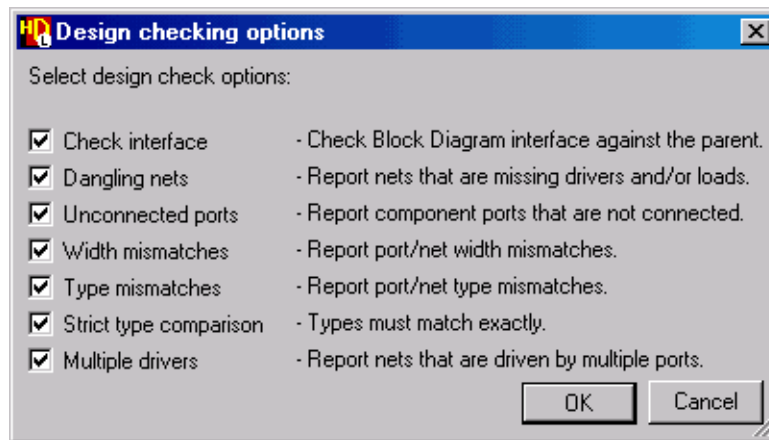 HDL Design checking options
Select design check options:
Check interface - Check Block Diagram interface against the parent.
Dangling nets - Report nets that are missing drivers and/or loads.
Unconnected ports - Report component ports that are not connected.
Width mismatches - Report port/net width mismatches.
Type mismatches - Report port/net type mismatches.
Strict type comparison - Types must match exactly.
Multiple drivers - Report nets that are driven by multiple ports.
OK Cancel